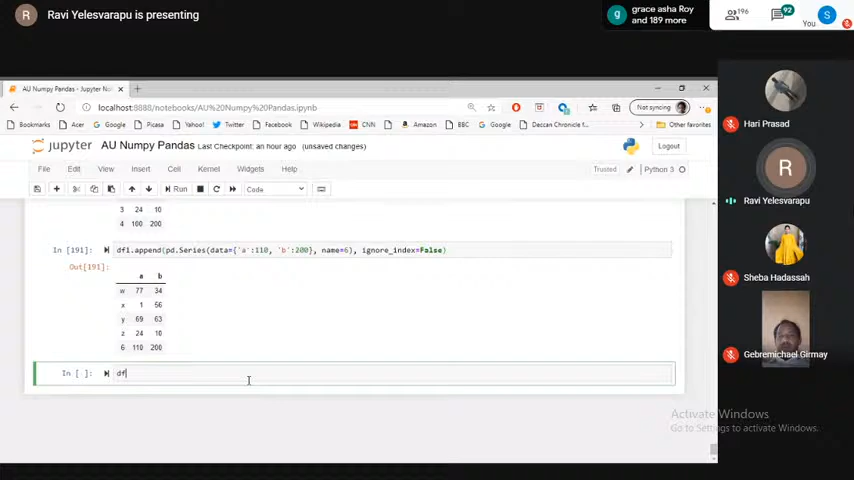 R Ravi Yelesvarapu is presenting
g grace asha Roy
and 189 more
196
92
S
You
AU Numpy Pandas - Jupyter Not
localhost:8888/notebooks/AU%20Numpy%20Pandas.ipynb
Not syncing
Bookmarks Acer Google Picasa Yahoo! Twitter Facebook Wikipedia CNN Amazon BBC Google Deccan Chronicle f... Other favorites
jupyter AU Numpy Pandas Last Checkpoint: an hour ago (unsaved changes) Logout
File Edit View Insert Cell Kernel Widgets Help Trusted Python 3
Run Code
3 24 10
4 100 200
In [191]: df1.append(pd.Series(data={'a':110, 'b':200}, name=6), ignore_index=False)
Out[191]:
a b
w 77 34
x 1 56
y 69 63
z 24 10
6 110 200
In [ ]: df
Hari Prasad
R
Ravi Yelesvarapu
Sheba Hadassah
Gebremichael Girmay
Activate Windows
Go to Settings to activate Windows.